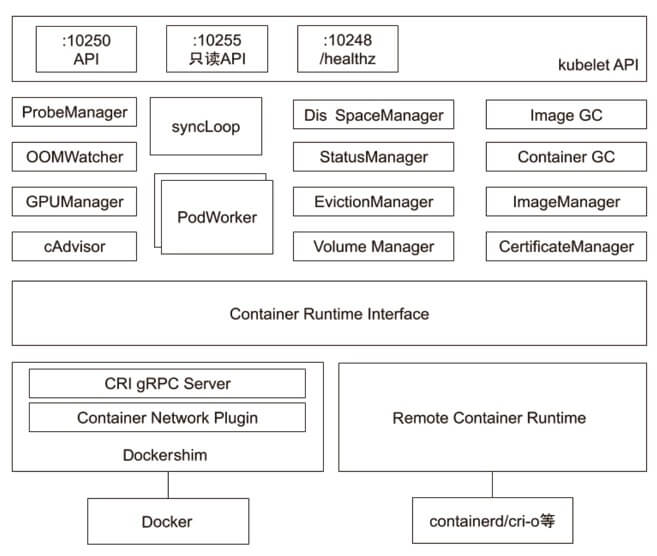 :10250
API
:10255
只读API
:10248
/healthz
kubelet API
ProbeManager
syncLoop
Dis SpaceManager
Image GC
OOMWatcher
StatusManager
Container GC
GPUManager
PodWorker
EvictionManager
ImageManager
cAdvisor
Volume Manager
CertificateManager
Container Runtime Interface
CRI gRPC Server
Container Network Plugin
Dockershim
Remote Container Runtime
Docker
containerd/cri-o等